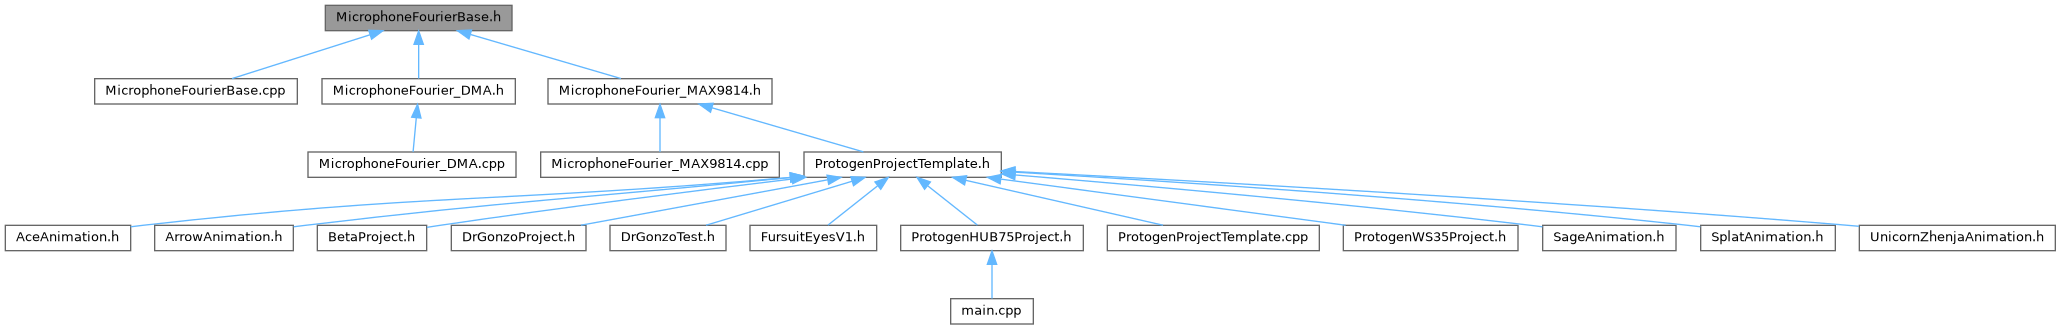 MicrophoneFourierBase.h
MicrophoneFourierBase.cpp
MicrophoneFourier_DMA.h
MicrophoneFourier_MAX9814.h
MicrophoneFourier_DMA.cpp
MicrophoneFourier_MAX9814.cpp
ProtogenProjectTemplate.h
AceAnimation.h
ArrowAnimation.h
BetaProject.h
DrGonzoProject.h
DrGonzoTest.h
FursuitEyesV1.h
ProtogenHUB75Project.h
ProtogenProjectTemplate.cpp
ProtogenWS35Project.h
SageAnimation.h
SplatAnimation.h
UnicornZhenjaAnimation.h
main.cpp